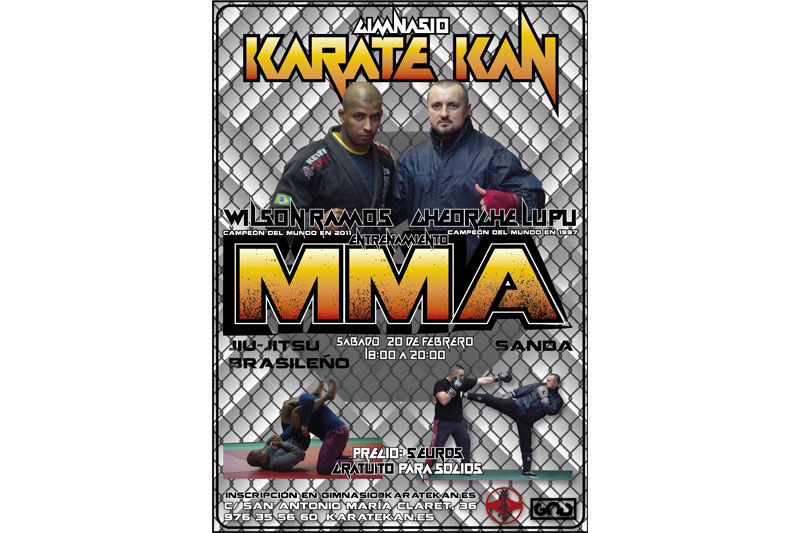 GIMNASIO
KARATE KAN
WILSON RAMOS
CAMPEÓN DEL MUNDO EN 2011
GHEORGHE LUPU
CAMPEÓN DEL MUNDO EN 1997
ENTRENAMIENTO
MMA
JIU-JITSU
BRASILEÑO
SABADO 20 DE FEBRERO
18:00 A 20:00
SANDA
PRECIO: 5 EUROS
GRATUITO PARA SOCIOS
INSCRIPCIÓN EN GIMNASIO@KARATEKAN.ES
C/ SAN ANTONIO MARÍA CLARET, 36
976 35 56 60 KARATEKAN.ES